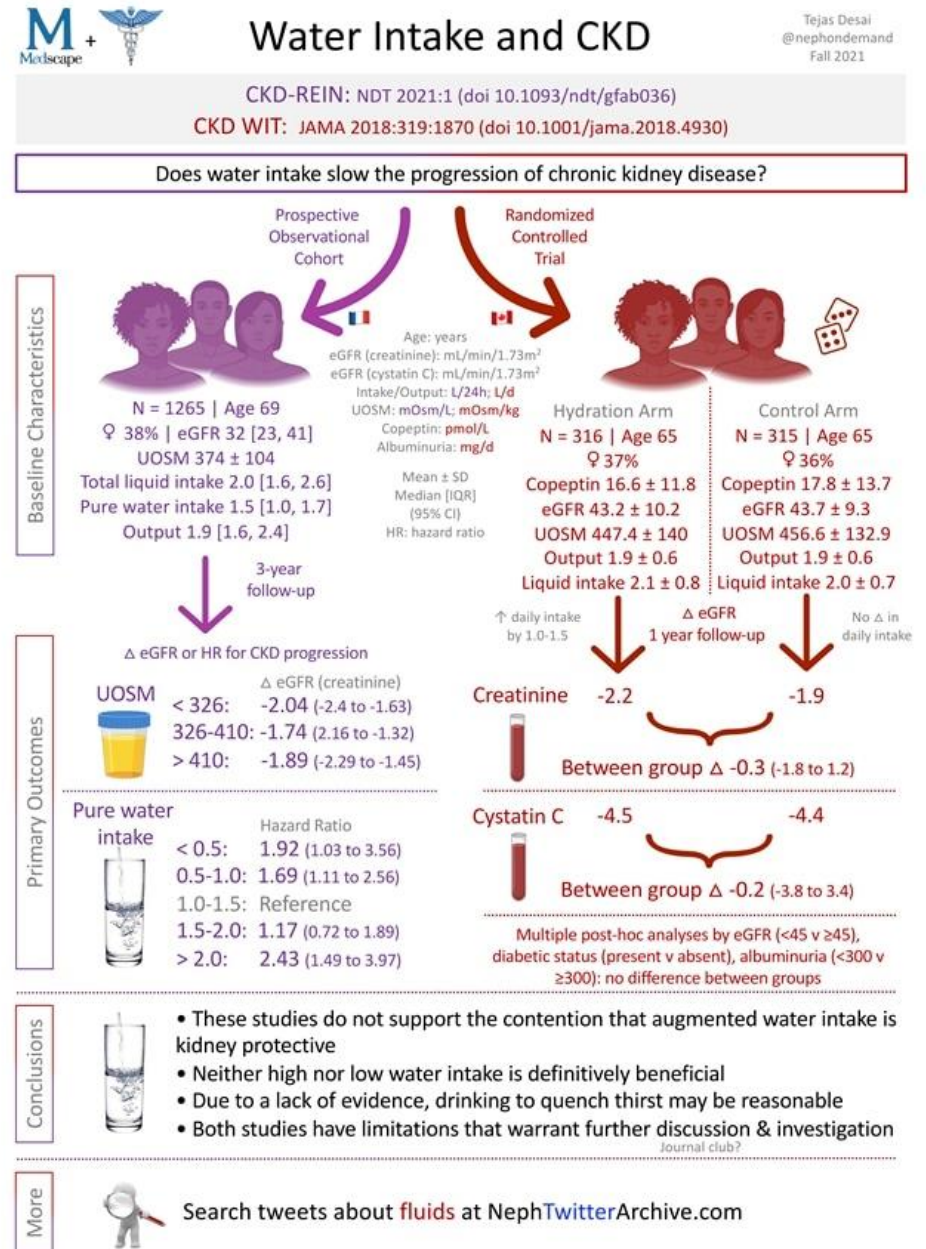 M
Medscape
+
Water Intake and CKD
Tejas Desai
@nephondemand
Fall 2021
CKD-REIN: NDT 2021:1 (doi 10.1093/ndt/gfab036)
CKD WIT: JAMA 2018:319:1870 (doi 10.1001/jama.2018.4930)
Does water intake slow the progression of chronic kidney disease?
Prospective
Observational
Cohort
Randomized
Controlled
Trial
Baseline Characteristics
Age: years
eGFR (creatinine): mL/min/1.73m²
eGFR (cystatin C): mL/min/1.73m²
Intake/Output: L/24h; L/d
UOSM: mOsm/L; mOsm/kg
Copeptin: pmol/L
Albuminuria: mg/d
Mean ± SD
Median [IQR]
(95% CI)
HR: hazard ratio
N = 1265 | Age 69
♀ 38% | eGFR 32 [23, 41]
UOSM 374 ± 104
Total liquid intake 2.0 [1.6, 2.6]
Pure water intake 1.5 [1.0, 1.7]
Output 1.9 [1.6, 2.4]
Hydration Arm
N = 316 | Age 65
♀ 37%
Copeptin 16.6 ± 11.8
eGFR 43.2 ± 10.2
UOSM 447.4 ± 140
Output 1.9 ± 0.6
Liquid intake 2.1 ± 0.8
Control Arm
N = 315 | Age 65
♀ 36%
Copeptin 17.8 ± 13.7
eGFR 43.7 ± 9.3
UOSM 456.6 ± 132.9
Output 1.9 ± 0.6
Liquid intake 2.0 ± 0.7
3-year
follow-up
↑ daily intake
by 1.0-1.5
Δ eGFR
1 year follow-up
No Δ in
daily intake
Primary Outcomes
Δ eGFR or HR for CKD progression
UOSM
Δ eGFR (creatinine)
< 326: -2.04 (-2.4 to -1.63)
326-410: -1.74 (2.16 to -1.32)
> 410: -1.89 (-2.29 to -1.45)
Pure water
intake
Hazard Ratio
< 0.5: 1.92 (1.03 to 3.56)
0.5-1.0: 1.69 (1.11 to 2.56)
1.0-1.5: Reference
1.5-2.0: 1.17 (0.72 to 1.89)
> 2.0: 2.43 (1.49 to 3.97)
Creatinine -2.2 -1.9
Between group Δ -0.3 (-1.8 to 1.2)
Cystatin C -4.5 -4.4
Between group Δ -0.2 (-3.8 to 3.4)
Multiple post-hoc analyses by eGFR (<45 v ≥45),
diabetic status (present v absent), albuminuria (<300 v
≥300): no difference between groups
Conclusions
• These studies do not support the contention that augmented water intake is
kidney protective
• Neither high nor low water intake is definitively beneficial
• Due to a lack of evidence, drinking to quench thirst may be reasonable
• Both studies have limitations that warrant further discussion & investigation
Journal club?
More
Search tweets about fluids at NephTwitterArchive.com